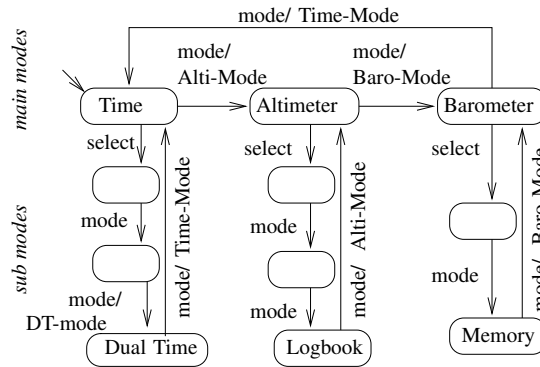 mode/ Time-Mode
main modes
mode/
Alti-Mode
mode/
Baro-Mode
Time
Altimeter
Barometer
select
select
select
mode/ Time-Mode
mode/ Alti-Mode
mode/ Baro-Mode
sub modes
mode
mode
mode
mode/
DT-mode
mode
Dual Time
Logbook
Memory